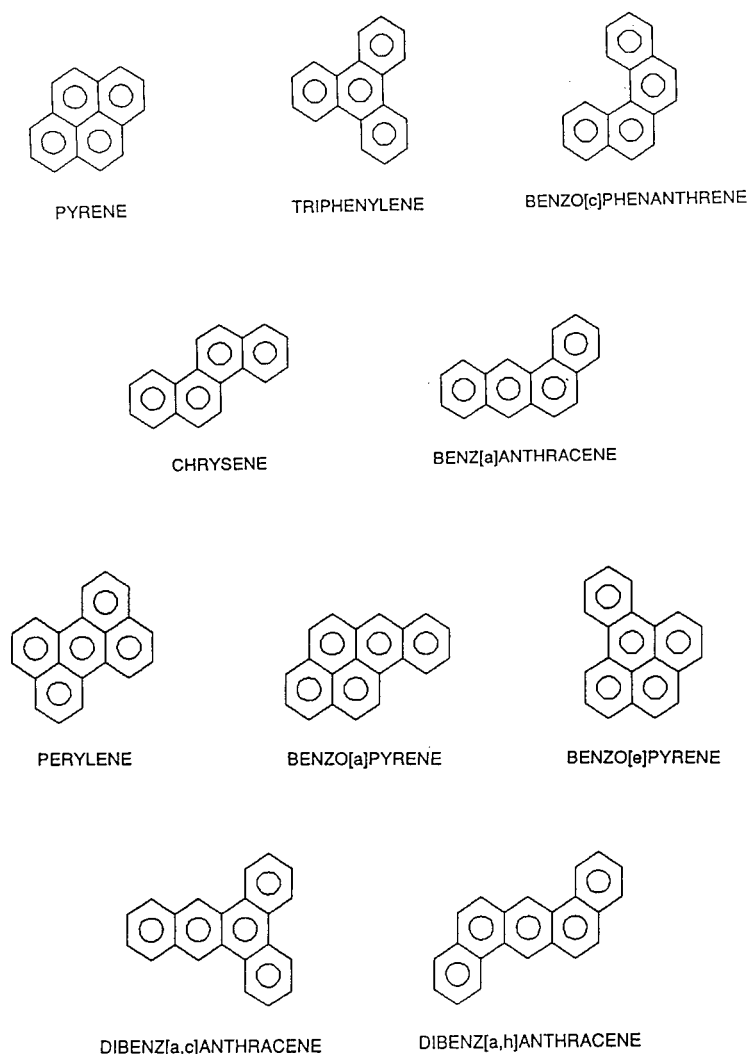 PYRENE
TRIPHENYLENE
BENZO[c]PHENANTHRENE
CHRYSENE
BENZ[a]ANTHRACENE
PERYLENE
BENZO[a]PYRENE
BENZO[e]PYRENE
DIBENZ[a,c]ANTHRACENE
DIBENZ[a,h]ANTHRACENE